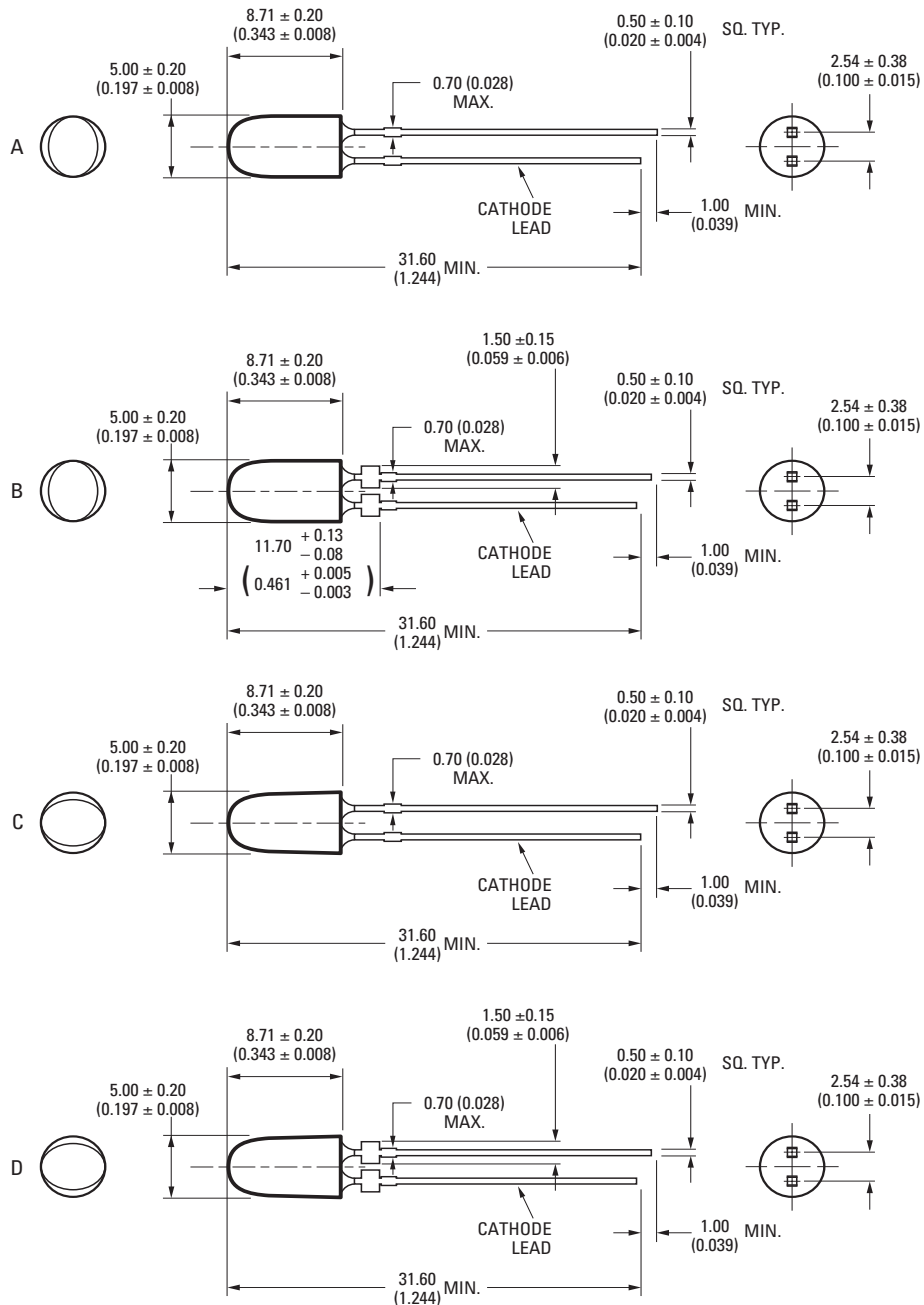 8.71 ± 0.20
(0.343 ± 0.008)
5.00 ± 0.20
(0.197 ± 0.008)
0.70 (0.028)
MAX.
0.50 ± 0.10
(0.020 ± 0.004)
SQ. TYP.
2.54 ± 0.38
(0.100 ± 0.015)
A
CATHODE
LEAD
1.00
(0.039)
MIN.
31.60
(1.244)
MIN.
1.50 ±0.15
(0.059 ± 0.006)
8.71 ± 0.20
(0.343 ± 0.008)
5.00 ± 0.20
(0.197 ± 0.008)
0.70 (0.028)
MAX.
0.50 ± 0.10
(0.020 ± 0.004)
SQ. TYP.
2.54 ± 0.38
(0.100 ± 0.015)
B
11.70 + 0.13
– 0.08
(0.461 + 0.005
– 0.003)
CATHODE
LEAD
1.00
(0.039)
MIN.
31.60
(1.244)
MIN.
8.71 ± 0.20
(0.343 ± 0.008)
5.00 ± 0.20
(0.197 ± 0.008)
0.70 (0.028)
MAX.
0.50 ± 0.10
(0.020 ± 0.004)
SQ. TYP.
2.54 ± 0.38
(0.100 ± 0.015)
C
CATHODE
LEAD
1.00
(0.039)
MIN.
31.60
(1.244)
MIN.
1.50 ±0.15
(0.059 ± 0.006)
8.71 ± 0.20
(0.343 ± 0.008)
5.00 ± 0.20
(0.197 ± 0.008)
0.70 (0.028)
MAX.
0.50 ± 0.10
(0.020 ± 0.004)
SQ. TYP.
2.54 ± 0.38
(0.100 ± 0.015)
D
CATHODE
LEAD
1.00
(0.039)
MIN.
31.60
(1.244)
MIN.